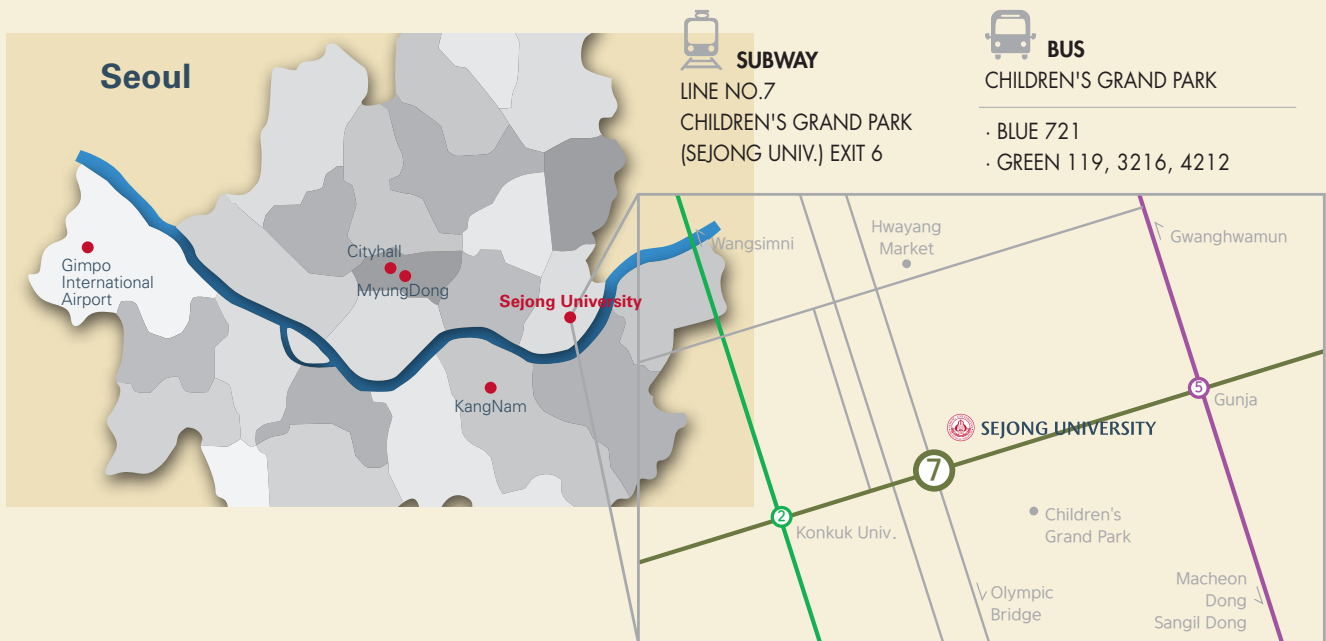 Seoul
Gimpo
International
Airport
Cityhall
MyungDong
Sejong University
KangNam
SUBWAY
LINE NO.7
CHILDREN'S GRAND PARK
(SEJONG UNIV.) EXIT 6
BUS
CHILDREN'S GRAND PARK
· BLUE 721
· GREEN 119, 3216, 4212
Wangsimni
Hwayang
Market
Gwanghwamun
5
Gunja
SEJONG UNIVERSITY
7
2
Konkuk Univ.
Children's
Grand Park
Olympic
Bridge
Macheon
Dong
Sangil Dong